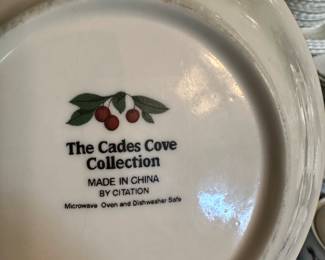 The Cades Cove
Collection
MADE IN CHINA
BY CITATION
Microwave Oven and Dishwasher Safe